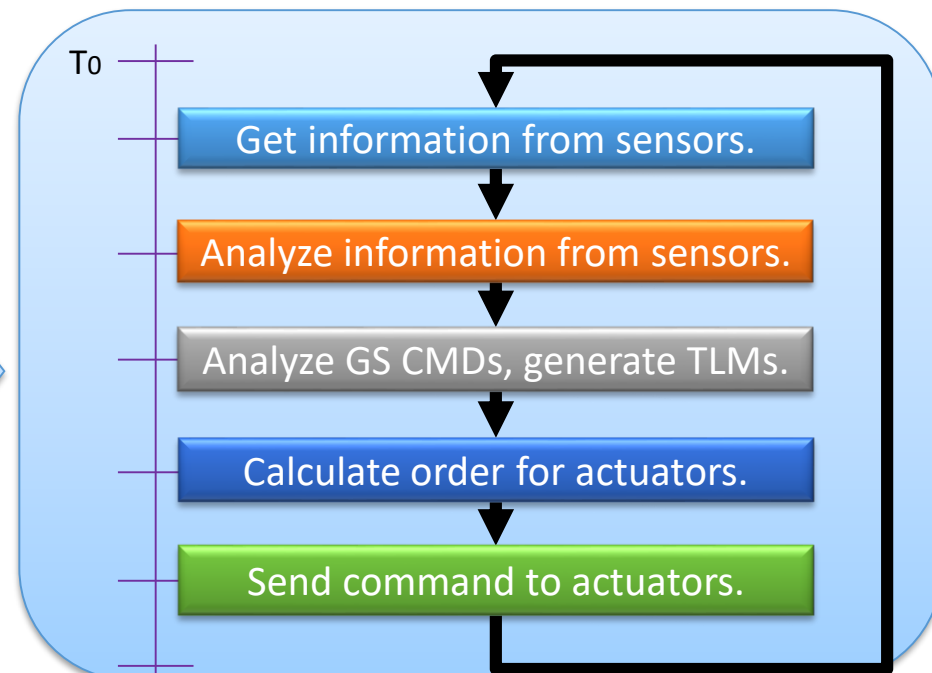 T0
Get information from sensors.
Analyze information from sensors.
Analyze GS CMDs, generate TLMs.
Calculate order for actuators.
Send command to actuators.